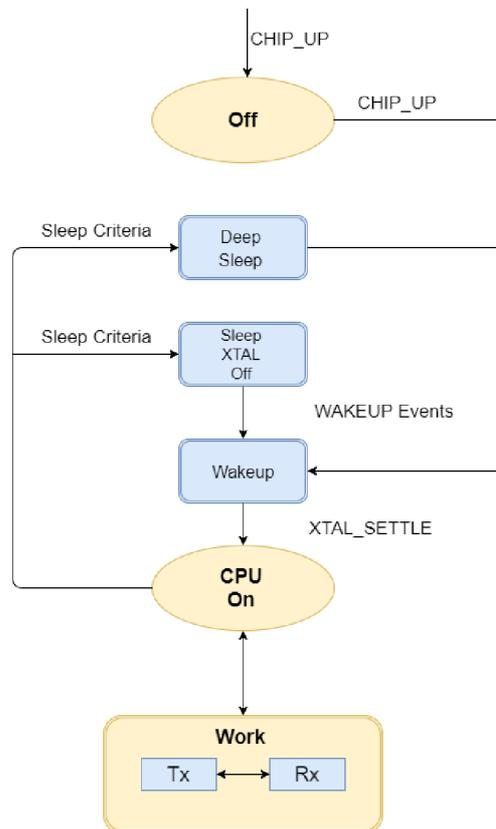 CHIP_UP
Off
CHIP_UP
Sleep Criteria
Deep
Sleep
Sleep Criteria
Sleep
XTAL
Off
WAKEUP Events
Wakeup
XTAL_SETTLE
CPU
On
Work
Tx
Rx